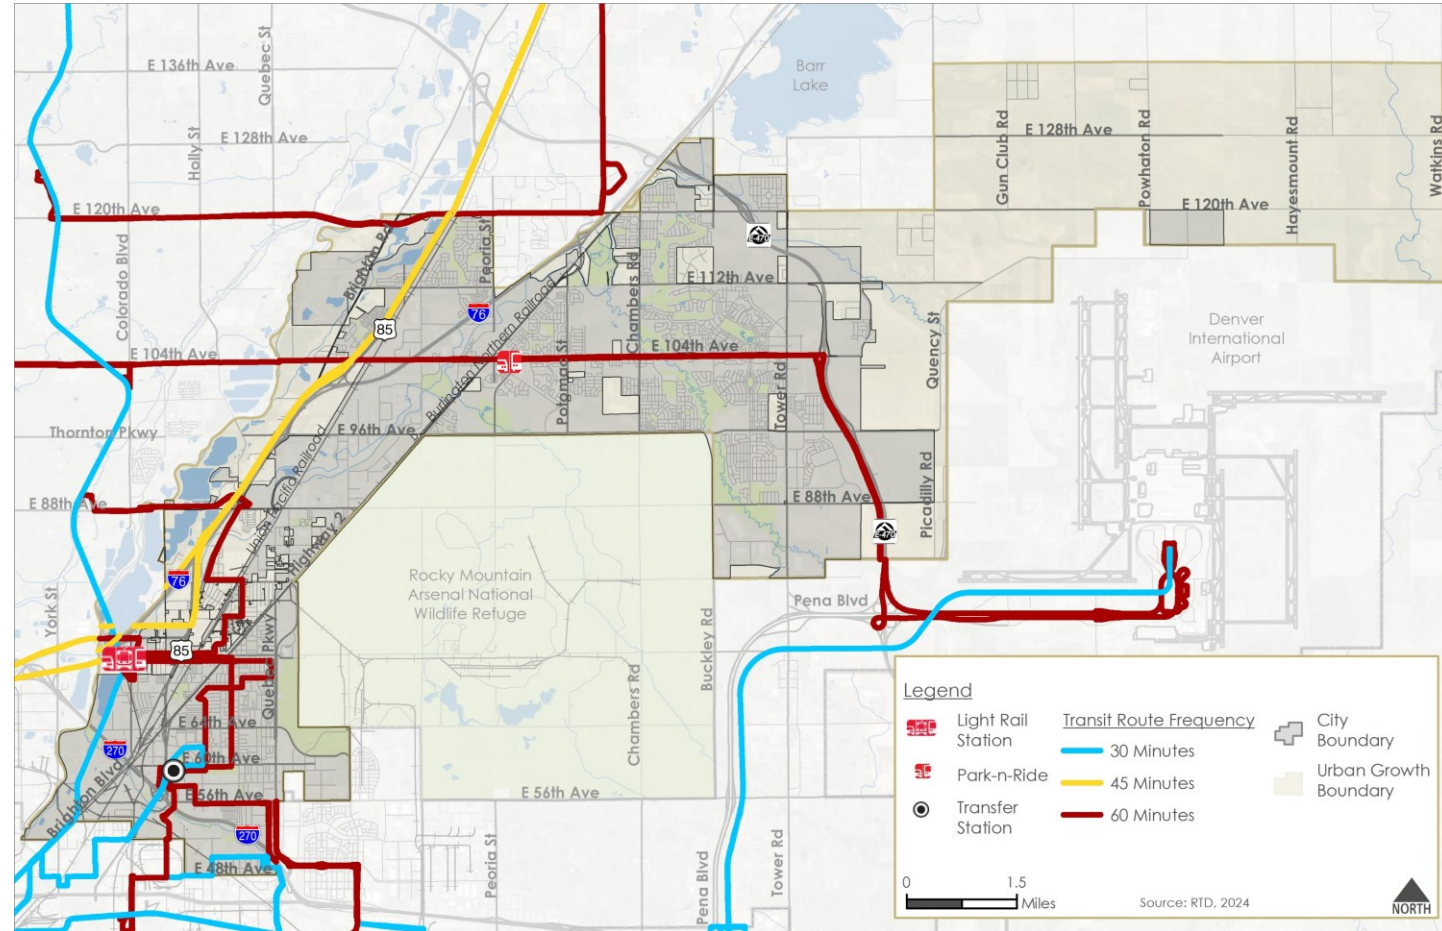 Quebec St
E 136th Ave
Barr
Lake
Holly St
E 128th Ave
Gun Club Rd
E 128th Ave
Powhaton Rd
Hayesmount Rd
Watkins Rd
E 120th Ave
E 120th Ave
Colorado Blvd
Brighton Rd
Peoria St
E-470
Chambers Rd
E 112th Ave
76
85
Burlington Northern Railroad
Quency St
Denver
International
Airport
E 104th Ave
E 104th Ave
Potomac St
Tower Rd
Thornton Pkwy
E 96th Ave
Union Pacific Railroad
E 88th Ave
E 88th Ave
Picadilly Rd
Highway 2
E-470
76
Rocky Mountain
Arsenal National
Wildlife Refuge
York St
Pena Blvd
85
Quebec Pkwy
Buckley Rd
Chambers Rd
E 64th Ave
270
E 60th Ave
Brighton Blvd
E 56th Ave
E 56th Ave
270
E 48th Ave
Peoria St
Pena Blvd
Tower Rd
Legend
Light Rail
Station
Park-n-Ride
Transfer
Station
Transit Route Frequency
30 Minutes
45 Minutes
60 Minutes
City
Boundary
Urban Growth
Boundary
0 1.5
Miles
Source: RTD, 2024
NORTH